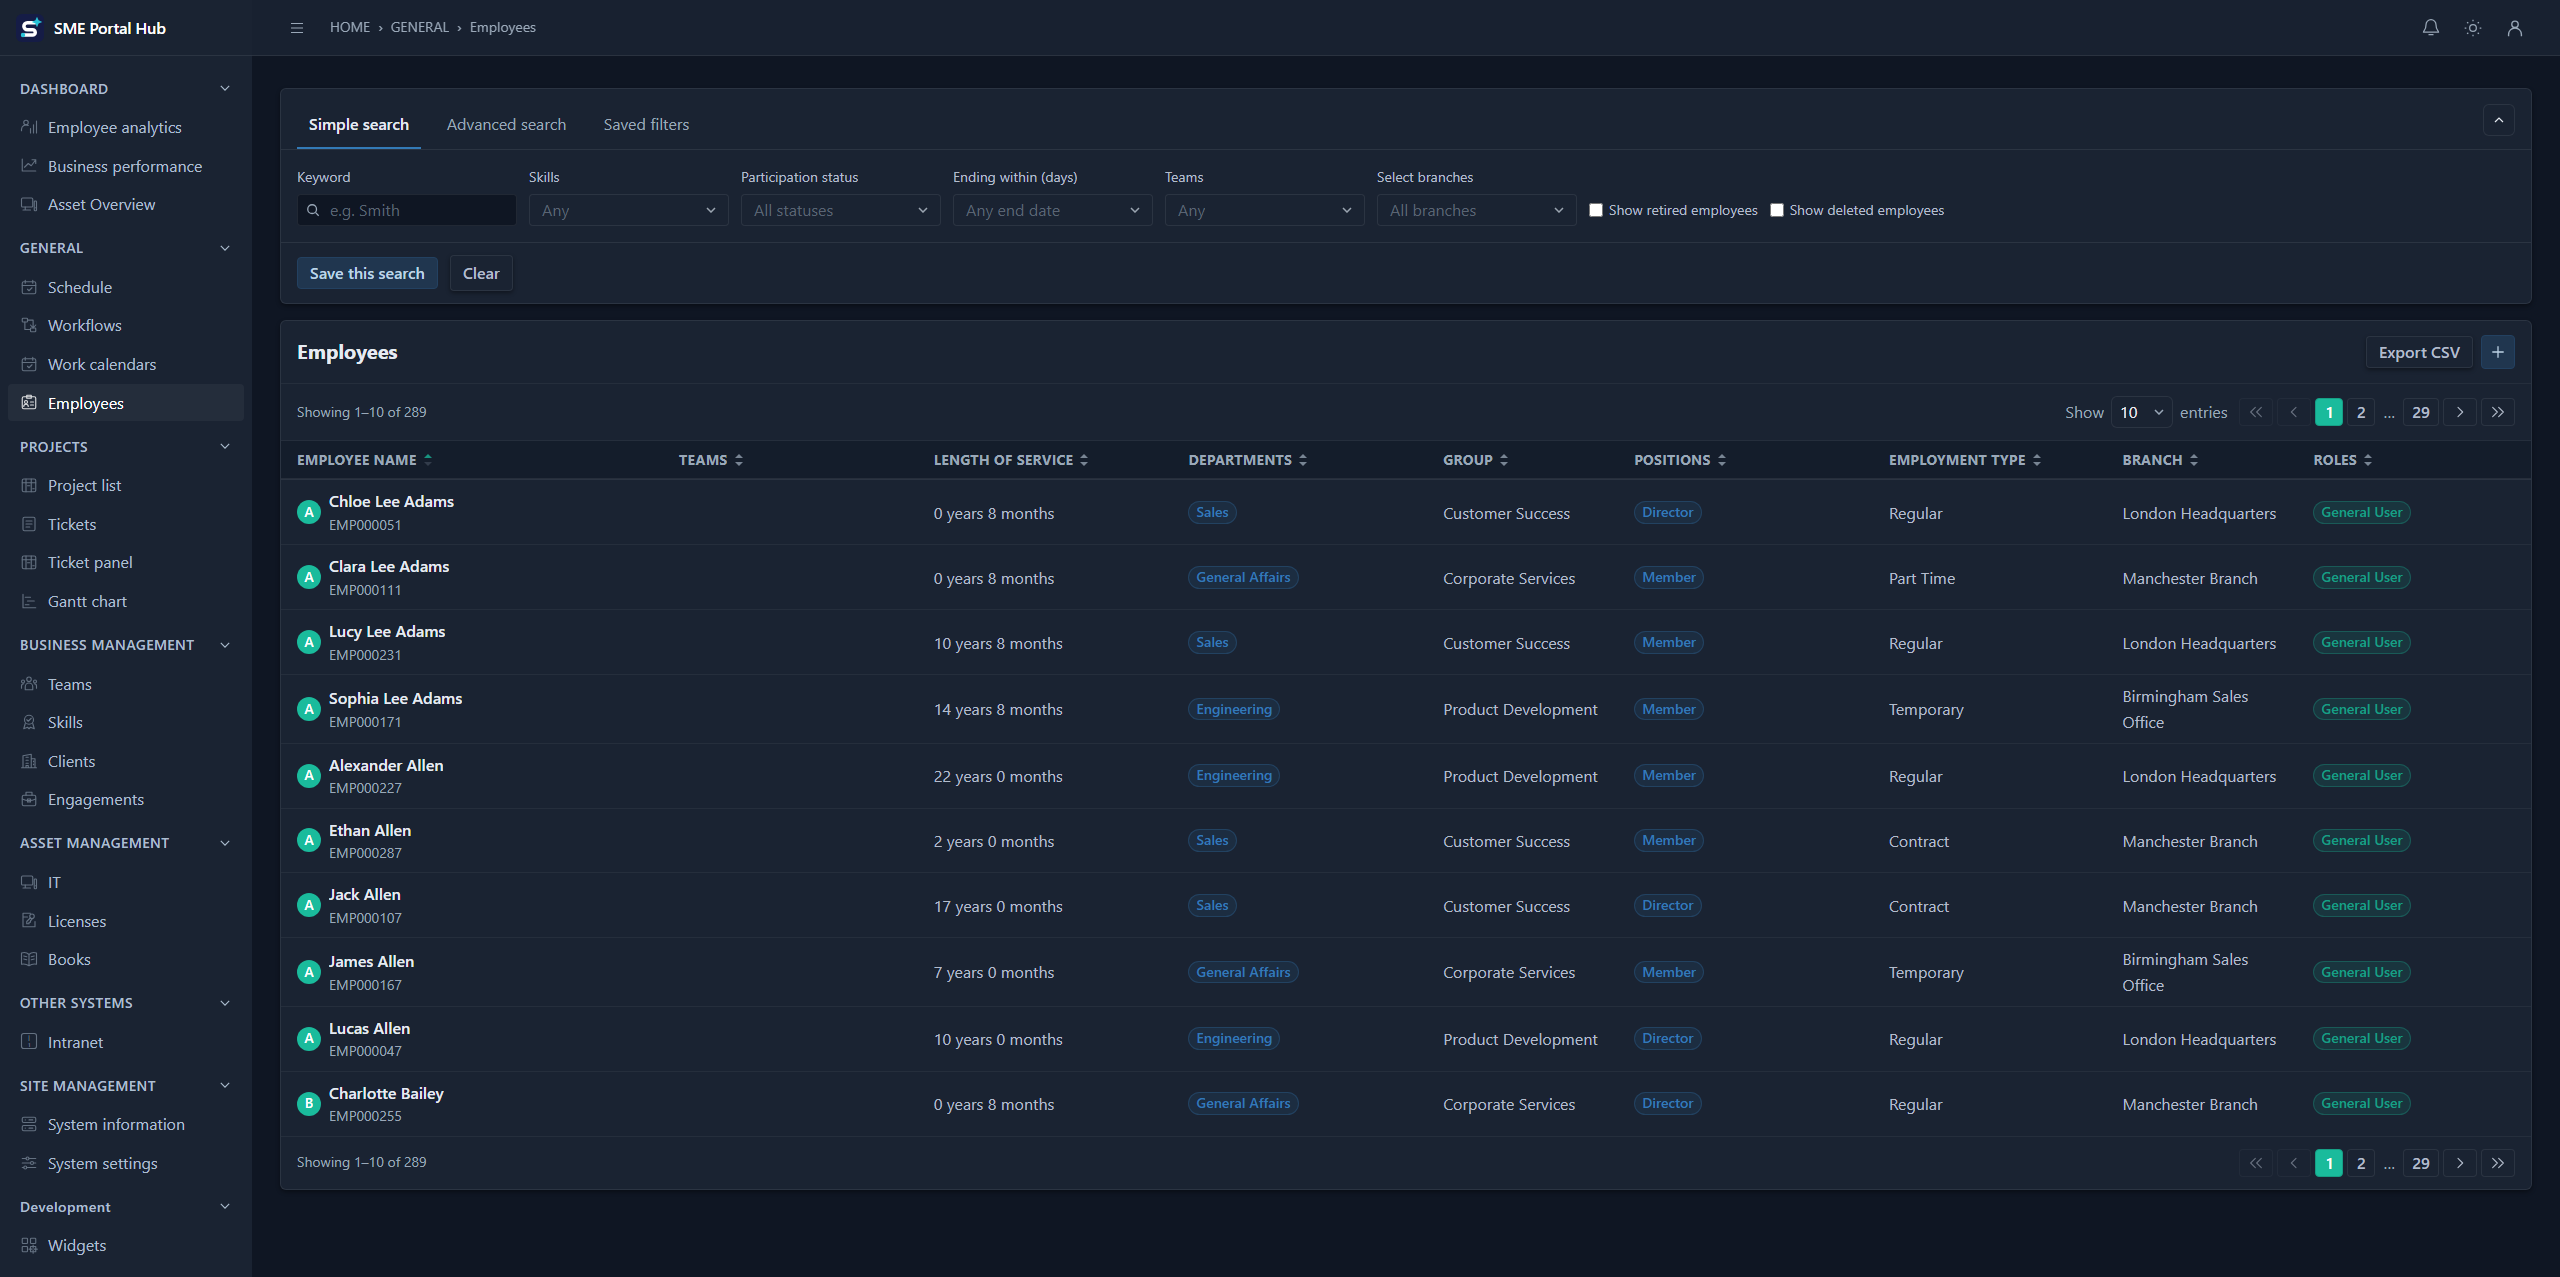 SME Portal Hub
HOME › GENERAL › Employees
DASHBOARD
Employee analytics
Business performance
Asset Overview
GENERAL
Schedule
Workflows
Work calendars
Employees
PROJECTS
Project list
Tickets
Ticket panel
Gantt chart
BUSINESS MANAGEMENT
Teams
Skills
Clients
Engagements
ASSET MANAGEMENT
IT
Licenses
Books
OTHER SYSTEMS
Intranet
SITE MANAGEMENT
System information
System settings
Development
Widgets
Simple search Advanced search Saved filters
Keyword Skills Participation status Ending within (days) Teams Select branches
e.g. Smith Any All statuses Any end date Any All branches Show retired employees Show deleted employees
Save this search Clear
Employees Export CSV +
Showing 1–10 of 289 Show 10 entries 1 2 ... 29
EMPLOYEE NAME TEAMS LENGTH OF SERVICE DEPARTMENTS GROUP POSITIONS EMPLOYMENT TYPE BRANCH ROLES
A Chloe Lee Adams
EMP000051
0 years 8 months Sales Customer Success Director Regular London Headquarters General User
A Clara Lee Adams
EMP000111
0 years 8 months General Affairs Corporate Services Member Part Time Manchester Branch General User
A Lucy Lee Adams
EMP000231
10 years 8 months Sales Customer Success Member Regular London Headquarters General User
A Sophia Lee Adams
EMP000171
14 years 8 months Engineering Product Development Member Temporary Birmingham Sales
Office
General User
A Alexander Allen
EMP000227
22 years 0 months Engineering Product Development Member Regular London Headquarters General User
A Ethan Allen
EMP000287
2 years 0 months Sales Customer Success Member Contract Manchester Branch General User
A Jack Allen
EMP000107
17 years 0 months Sales Customer Success Director Contract Manchester Branch General User
A James Allen
EMP000167
7 years 0 months General Affairs Corporate Services Member Temporary Birmingham Sales
Office
General User
A Lucas Allen
EMP000047
10 years 0 months Engineering Product Development Director Regular London Headquarters General User
B Charlotte Bailey
EMP000255
0 years 8 months General Affairs Corporate Services Director Regular Manchester Branch General User
Showing 1–10 of 289 1 2 ... 29